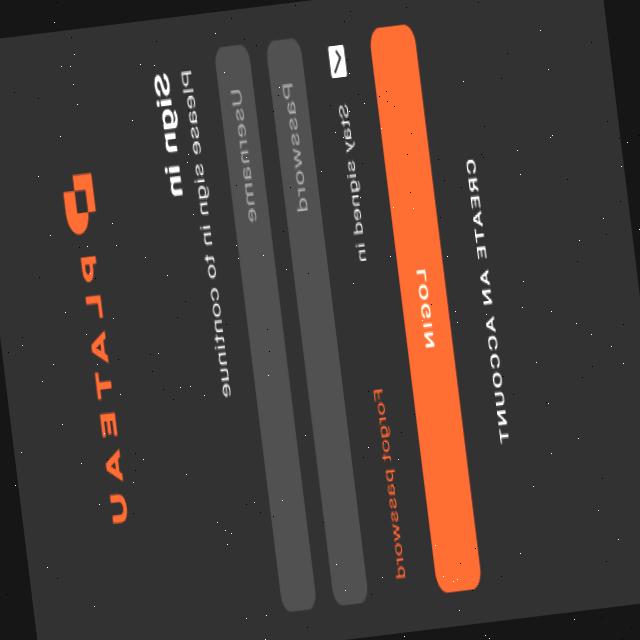 PLATEAU
Sign in
please sign in to continue
Username
password
Stay signed in
Forgot password
LOGIN
CREATE AN ACCOUNT